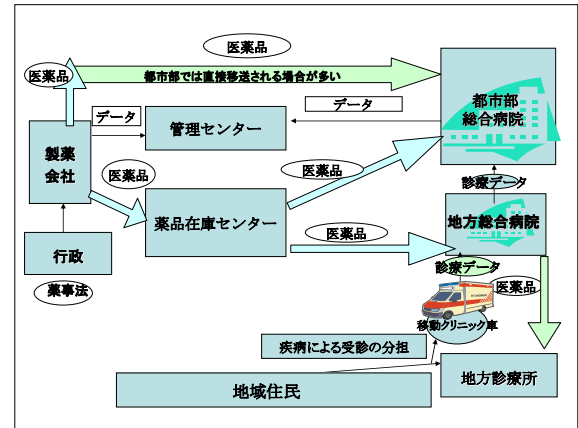 医薬品
医薬品
都市部では直接移送される場合が多い
データ
データ
都市部
総合病院
管理センター
製薬
会社
医薬品
医薬品
診療データ
薬品在庫センター
医薬品
地方総合病院
行政
薬事法
診療データ
医薬品
移動クリニック車
疾病による受診の分担
地域住民
地方診療所